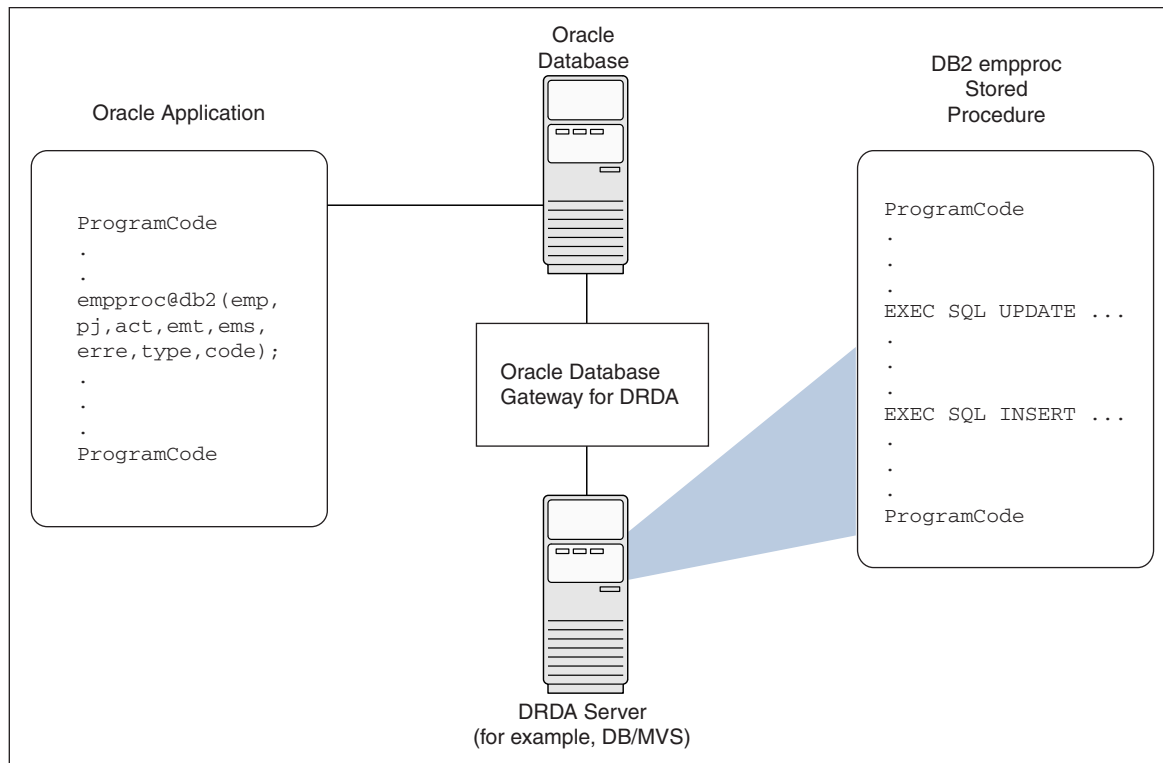 Oracle
Database
DB2 empproc
Stored
Procedure
Oracle Application
ProgramCode
.
.
empproc@db2(emp,
pj,act,emt,ems,
erre,type,code);
.
.
.
ProgramCode
Oracle Database
Gateway for DRDA
ProgramCode
.
.
.
EXEC SQL UPDATE ...
.
.
.
EXEC SQL INSERT ...
.
.
.
ProgramCode
DRDA Server
(for example, DB/MVS)